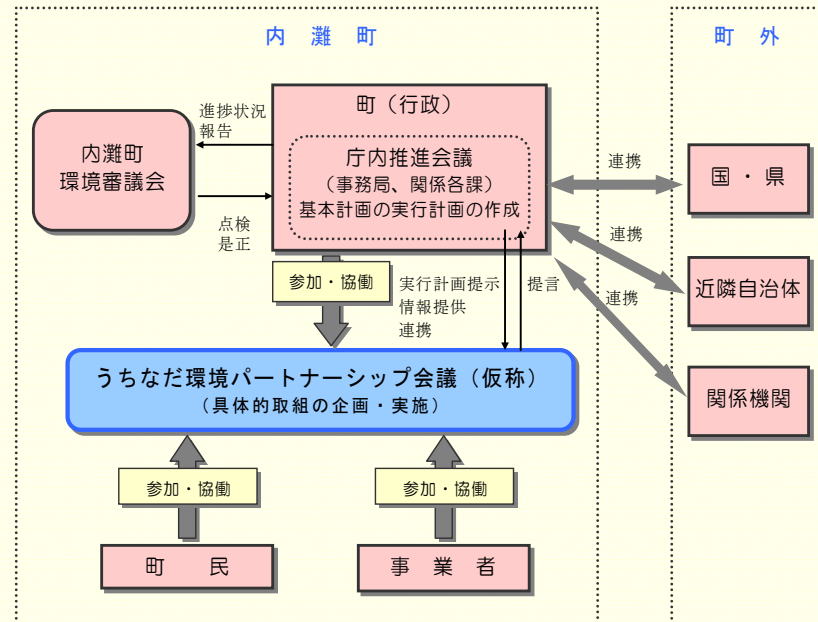 内 灘 町
町 外
町（行政）
進捗状況
報告
内灘町
環境審議会
庁内推進会議
（事務局、関係各課）
基本計画の実行計画の作成
点検
是正
連携
国 ・ 県
連携
近隣自治体
連携
関係機関
参加・協働
実行計画提示
情報提供
連携
提言
うちなだ環境パートナーシップ会議（仮称）
（具体的取組の企画・実施）
参加・協働
参加・協働
町 民
事 業 者